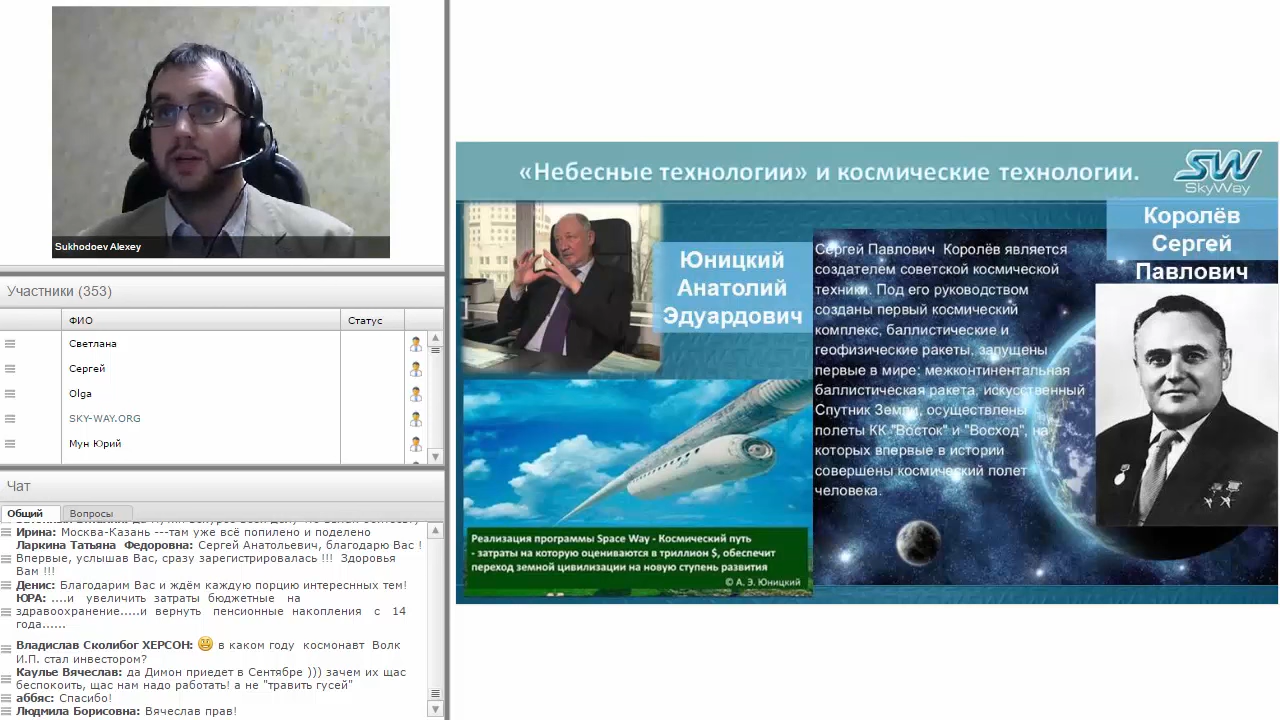 Sukhodoev Alexey
Участники (353)
ФИО
Статус
Светлана
Сергей
Olga
SKY-WAY.ORG
Мун Юрий
Чат
Общий
Вопросы
Ирина: Москва-Казань ---там уже всё попилено и поделено
Ларкина Татьяна Федоровна: Сергей Анатольевич, благодарю Вас !
Впервые, услышав Вас, сразу зарегистрировалась !!! Здоровья
Вам !!!
Денис: Благодарим Вас и ждём каждую порцию интереснных тем!
ЮРА: ....и увеличить затраты бюджетные на
здравоохранение.....и вернуть пенсионные накопления с 14
года......
Владислав Сколибог ХЕРСОН: в каком году космонавт Волк
И.П. стал инвестором?
Каулье Вячеслав: да Димон приедет в Сентябре ))) зачем их щас
беспокоить, щас нам надо работать! а не "травить гусей"
аббяс: Спасибо!
Людмила Борисовна: Вячеслав прав!
«Небесные технологии» и космические технологии.
SW
SkyWay
Юницкий
Анатолий
Эдуардович
Королёв
Сергей
Павлович
Сергей Павлович Королёв является
создателем советской космической
техники. Под его руководством
созданы первый космический
комплекс, баллистические и
геофизические ракеты, запущены
первые в мире: межконтинентальная
баллистическая ракета, искусственный
Спутник Земли, осуществлены
полеты КК "Восток" и "Восход", на
которых впервые в истории
совершены космический полет
человека.
Реализация программы Space Way - Космический путь
- затраты на которую оцениваются в триллион $, обеспечит
переход земной цивилизации на новую ступень развития
© А. Э. Юницкий